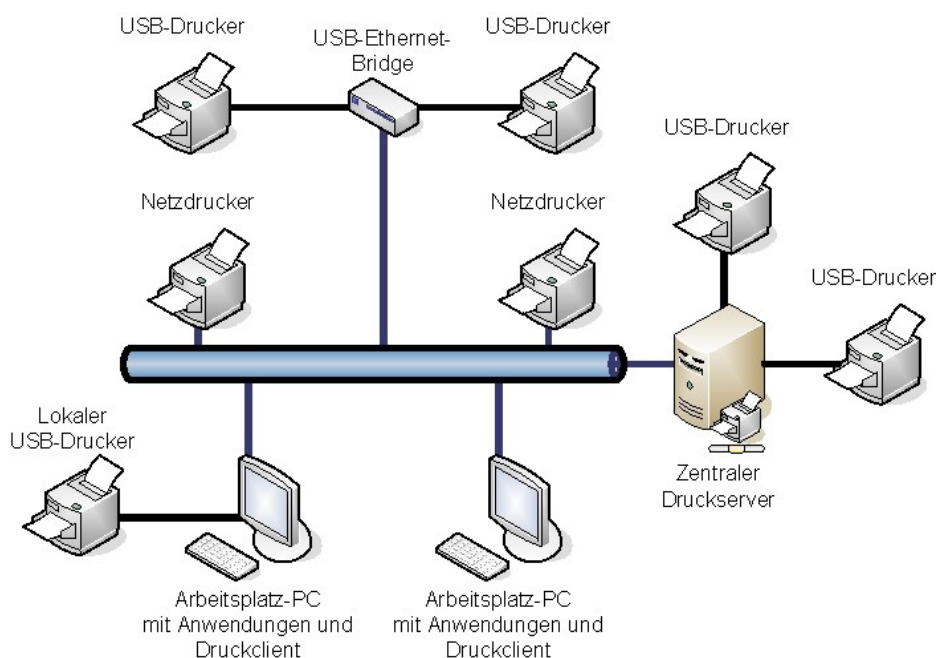 USB-Drucker
USB-Ethernet-
Bridge
USB-Drucker
USB-Drucker
Netzdrucker
Netzdrucker
USB-Drucker
Lokaler
USB-Drucker
Zentraler
Druckserver
Arbeitsplatz-PC
mit Anwendungen und
Druckclient
Arbeitsplatz-PC
mit Anwendungen und
Druckclient